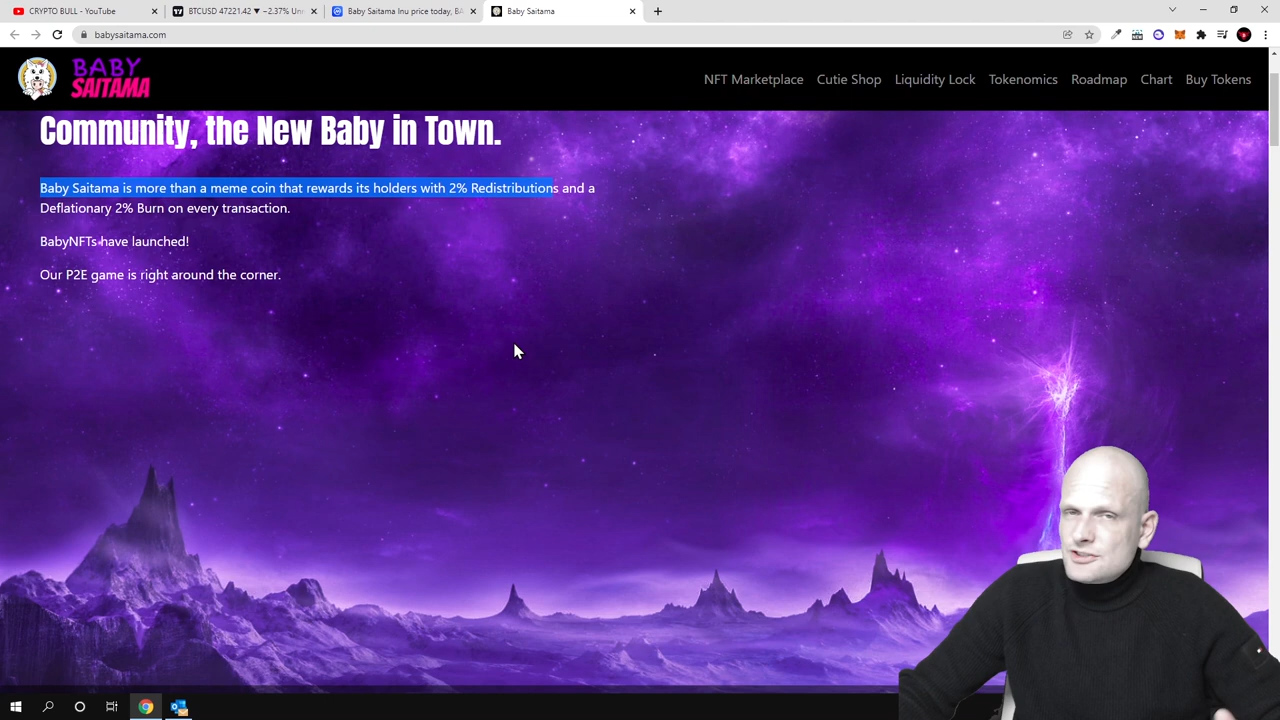 CRYPTO BULL - YouTube
BTCUSD 47221.42 ▼ −2.37% Un
Baby Saitama Inu price today, BA
Baby Saitama
babysaitama.com
BABY
SAITAMA
NFT Marketplace
Cutie Shop
Liquidity Lock
Tokenomics
Roadmap
Chart
Buy Tokens
Community, the New Baby in Town.
Baby Saitama is more than a meme coin that rewards its holders with 2% Redistributions and a
Deflationary 2% Burn on every transaction.
BabyNFTs have launched!
Our P2E game is right around the corner.